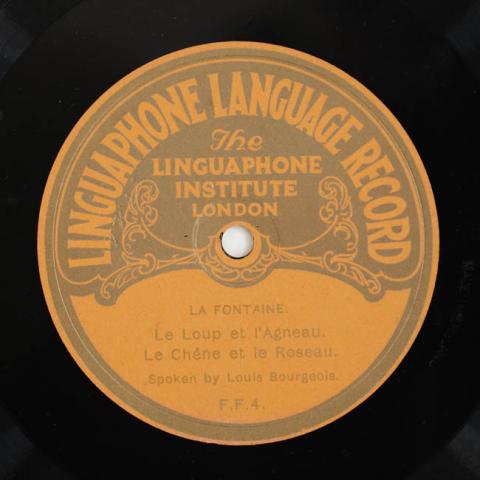 LINGUAPHONE LANGUAGE RECORD
The
LINGUAPHONE
INSTITUTE
LONDON
LA FONTAINE.
Le Loup et l'Agneau.
Le Chêne et le Roseau.
Spoken by Louis Bourgeois.
F.F.4.